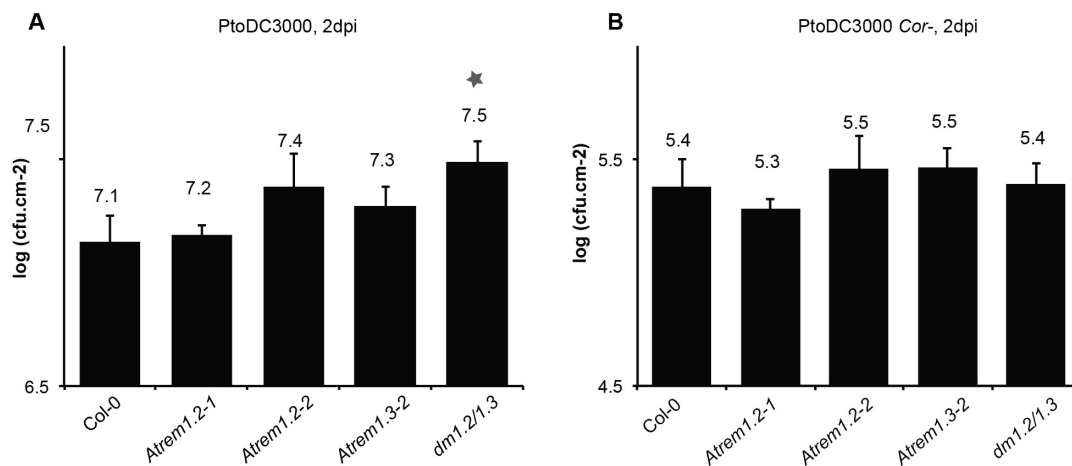 A
PtoDC3000, 2dpi
log (cfu.cm-2)
7.5
6.5
7.1
7.2
7.4
7.3
7.5
Col-0
Atrem1.2-1
Atrem1.2-2
Atrem1.3-2
dm1.2/1.3
B
PtoDC3000 Cor-, 2dpi
log (cfu.cm-2)
5.5
4.5
5.4
5.3
5.5
5.5
5.4
Col-0
Atrem1.2-1
Atrem1.2-2
Atrem1.3-2
dm1.2/1.3